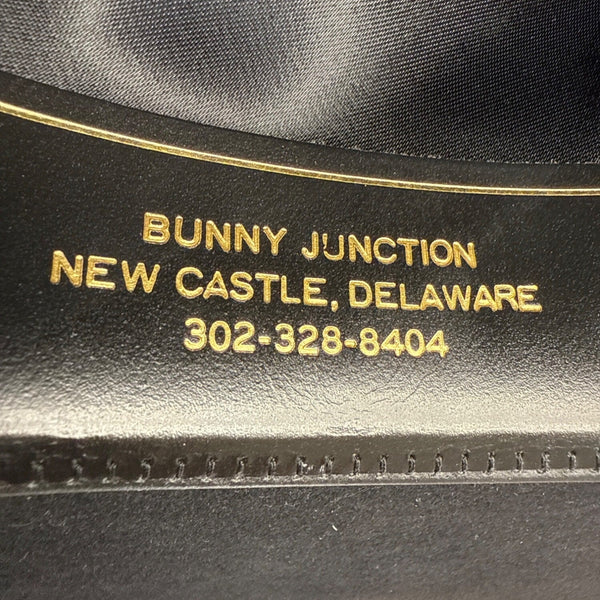 BUNNY JUNCTION
NEW CASTLE, DELAWARE
302-328-8404